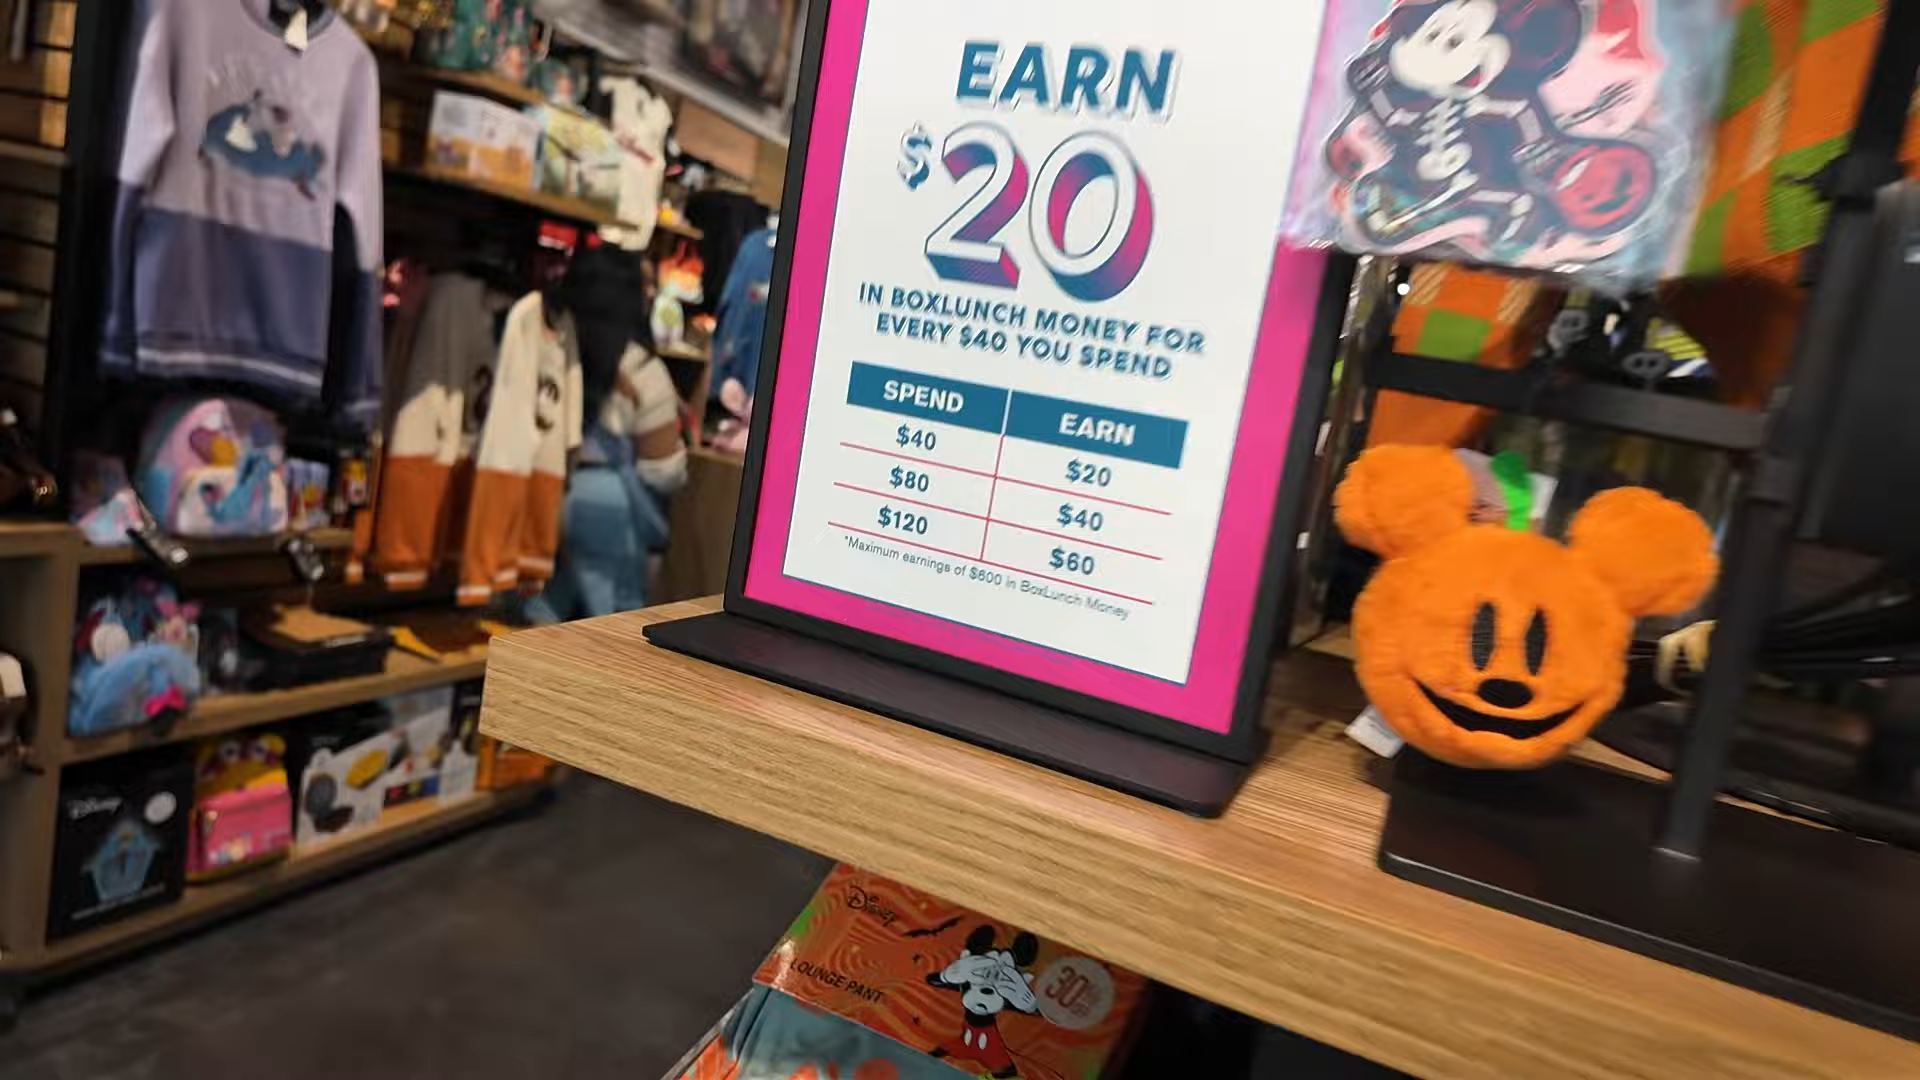 EARN
$20
IN BOXLUNCH MONEY FOR
EVERY $40 YOU SPEND
SPEND EARN
$40 $20
$80 $40
$120 $60
*Maximum earnings of $600 in BoxLunch Money
Disney
Disney
LOUNGE PANT
30